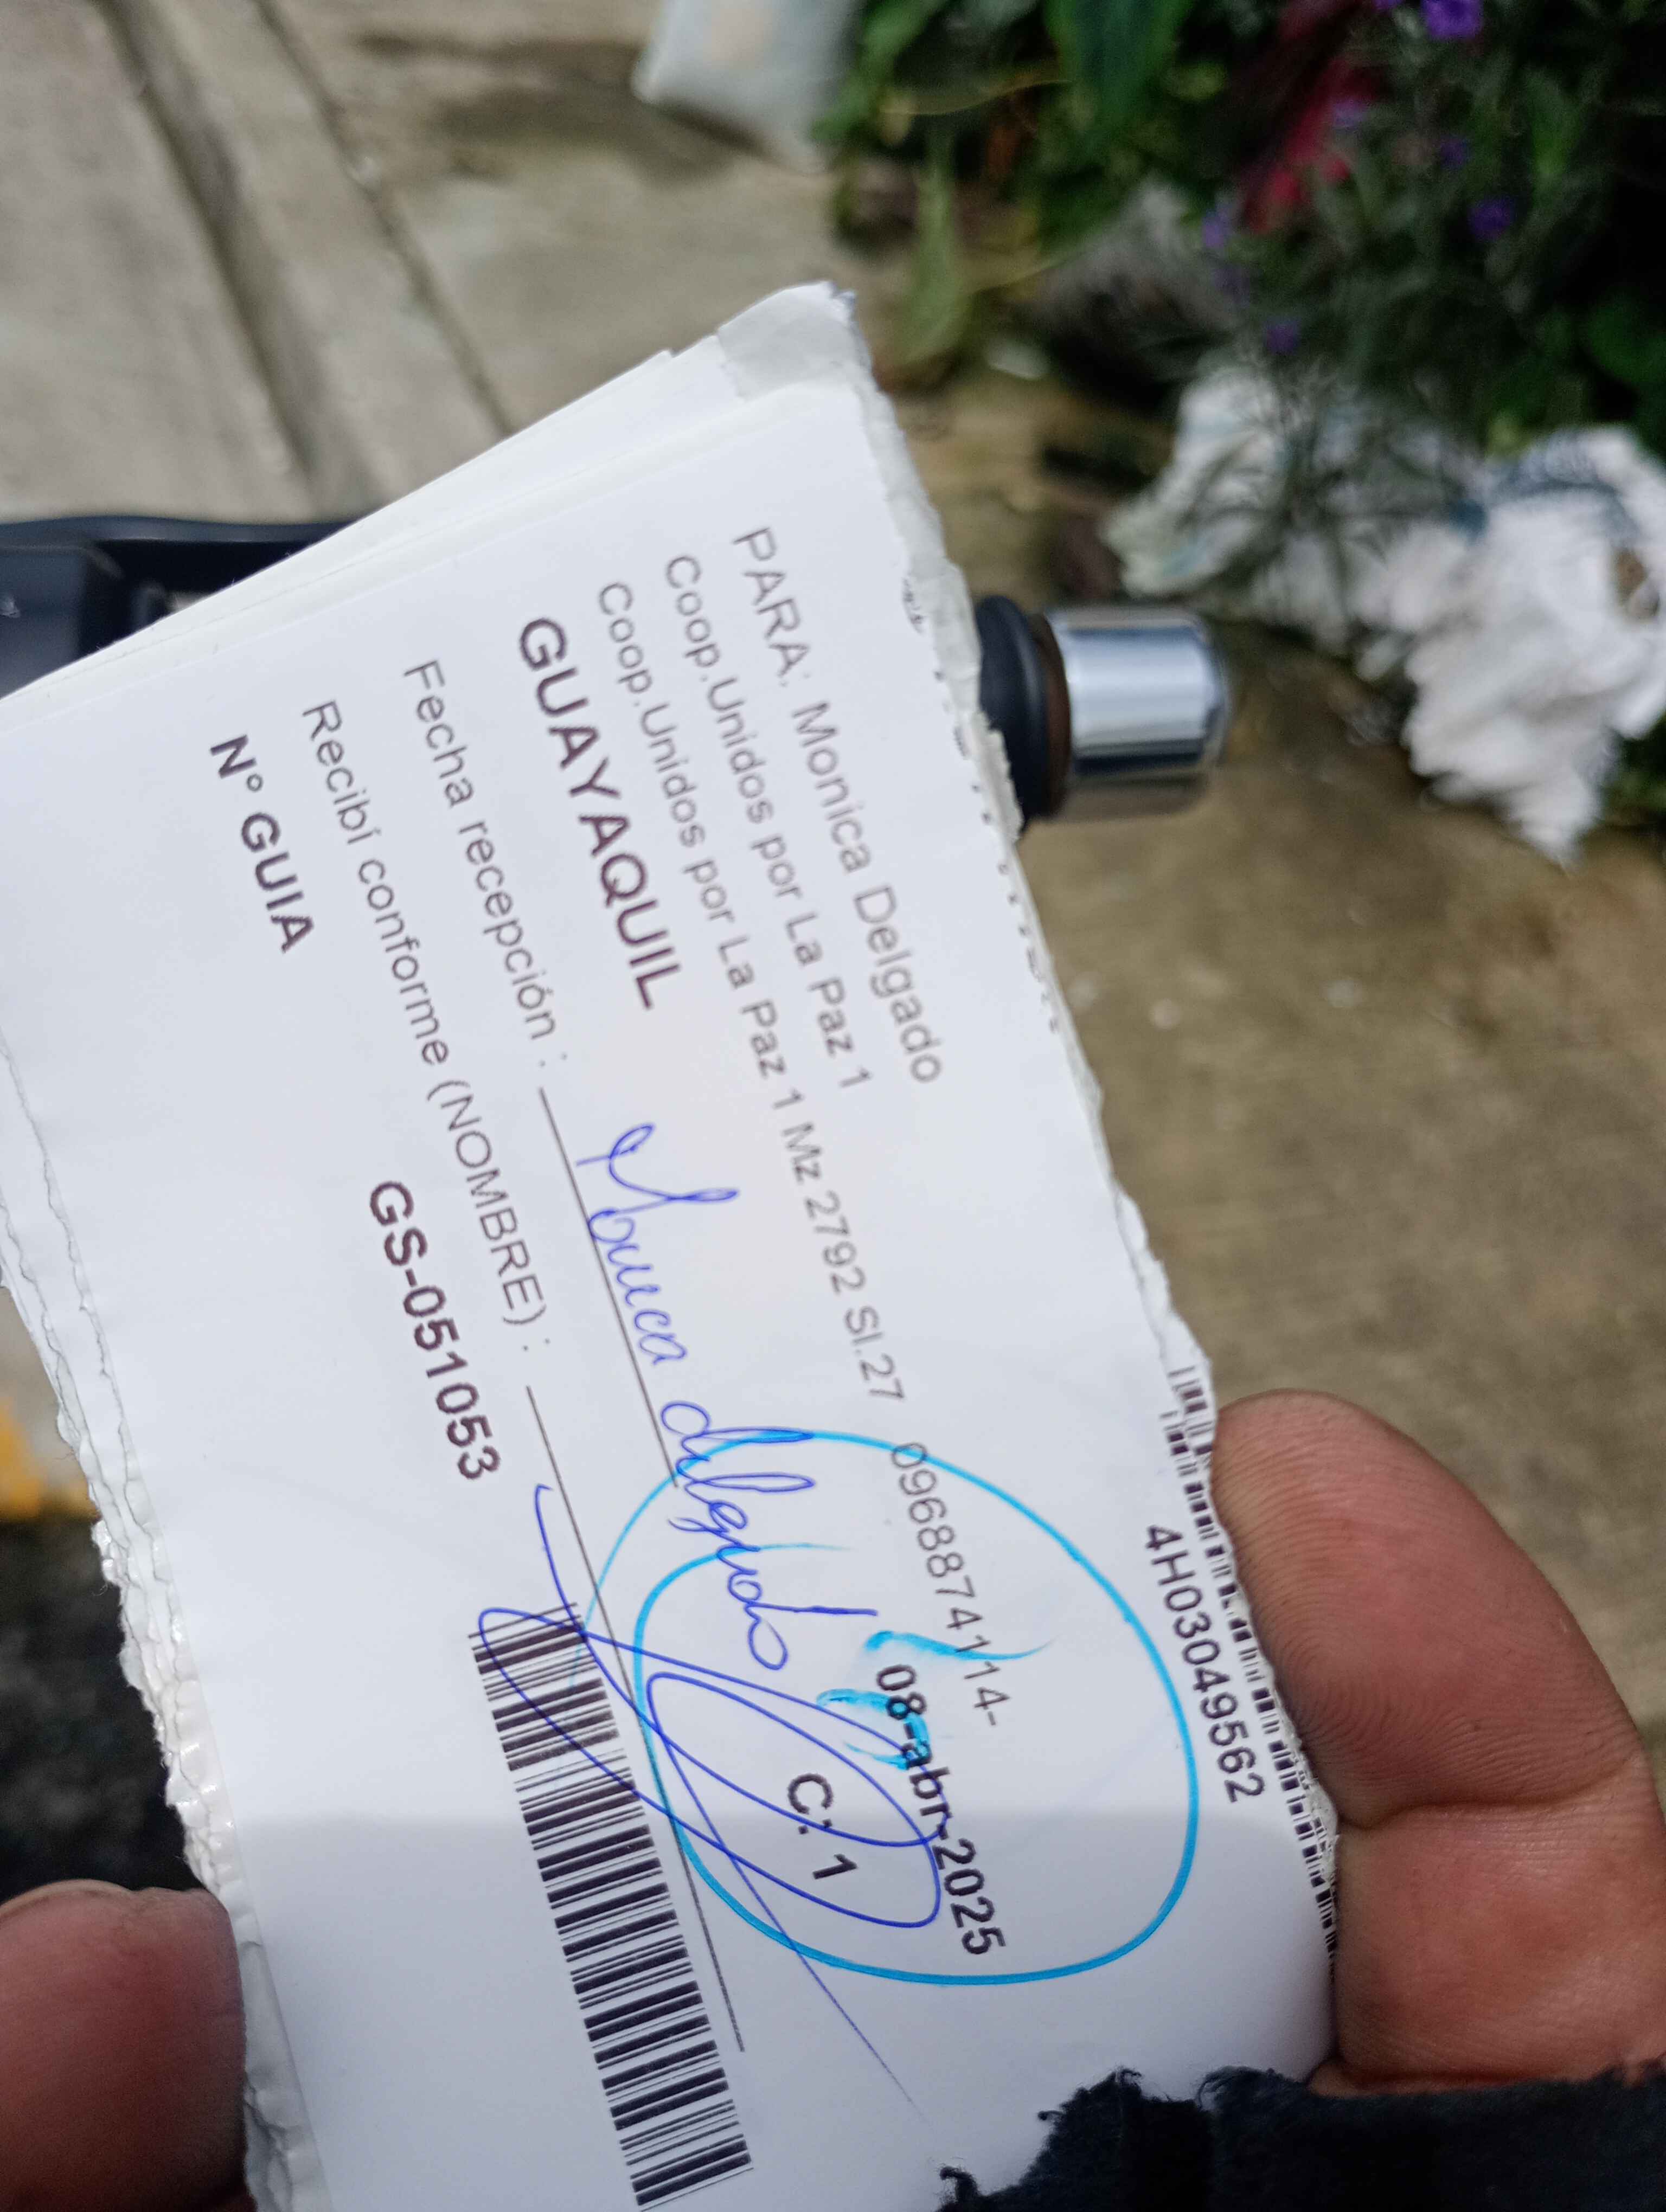 4H03049562
PARA: Monica Delgado
Coop.Unidos por La Paz 1
Coop.Unidos por La Paz 1 Mz 2792 Sl.27 0968874114-
GUAYAQUIL
08-abr-2025
C: 1
Fecha recepción :
Monica delgado
Recibí conforme (NOMBRE) :
Nº GUIA
GS-051053